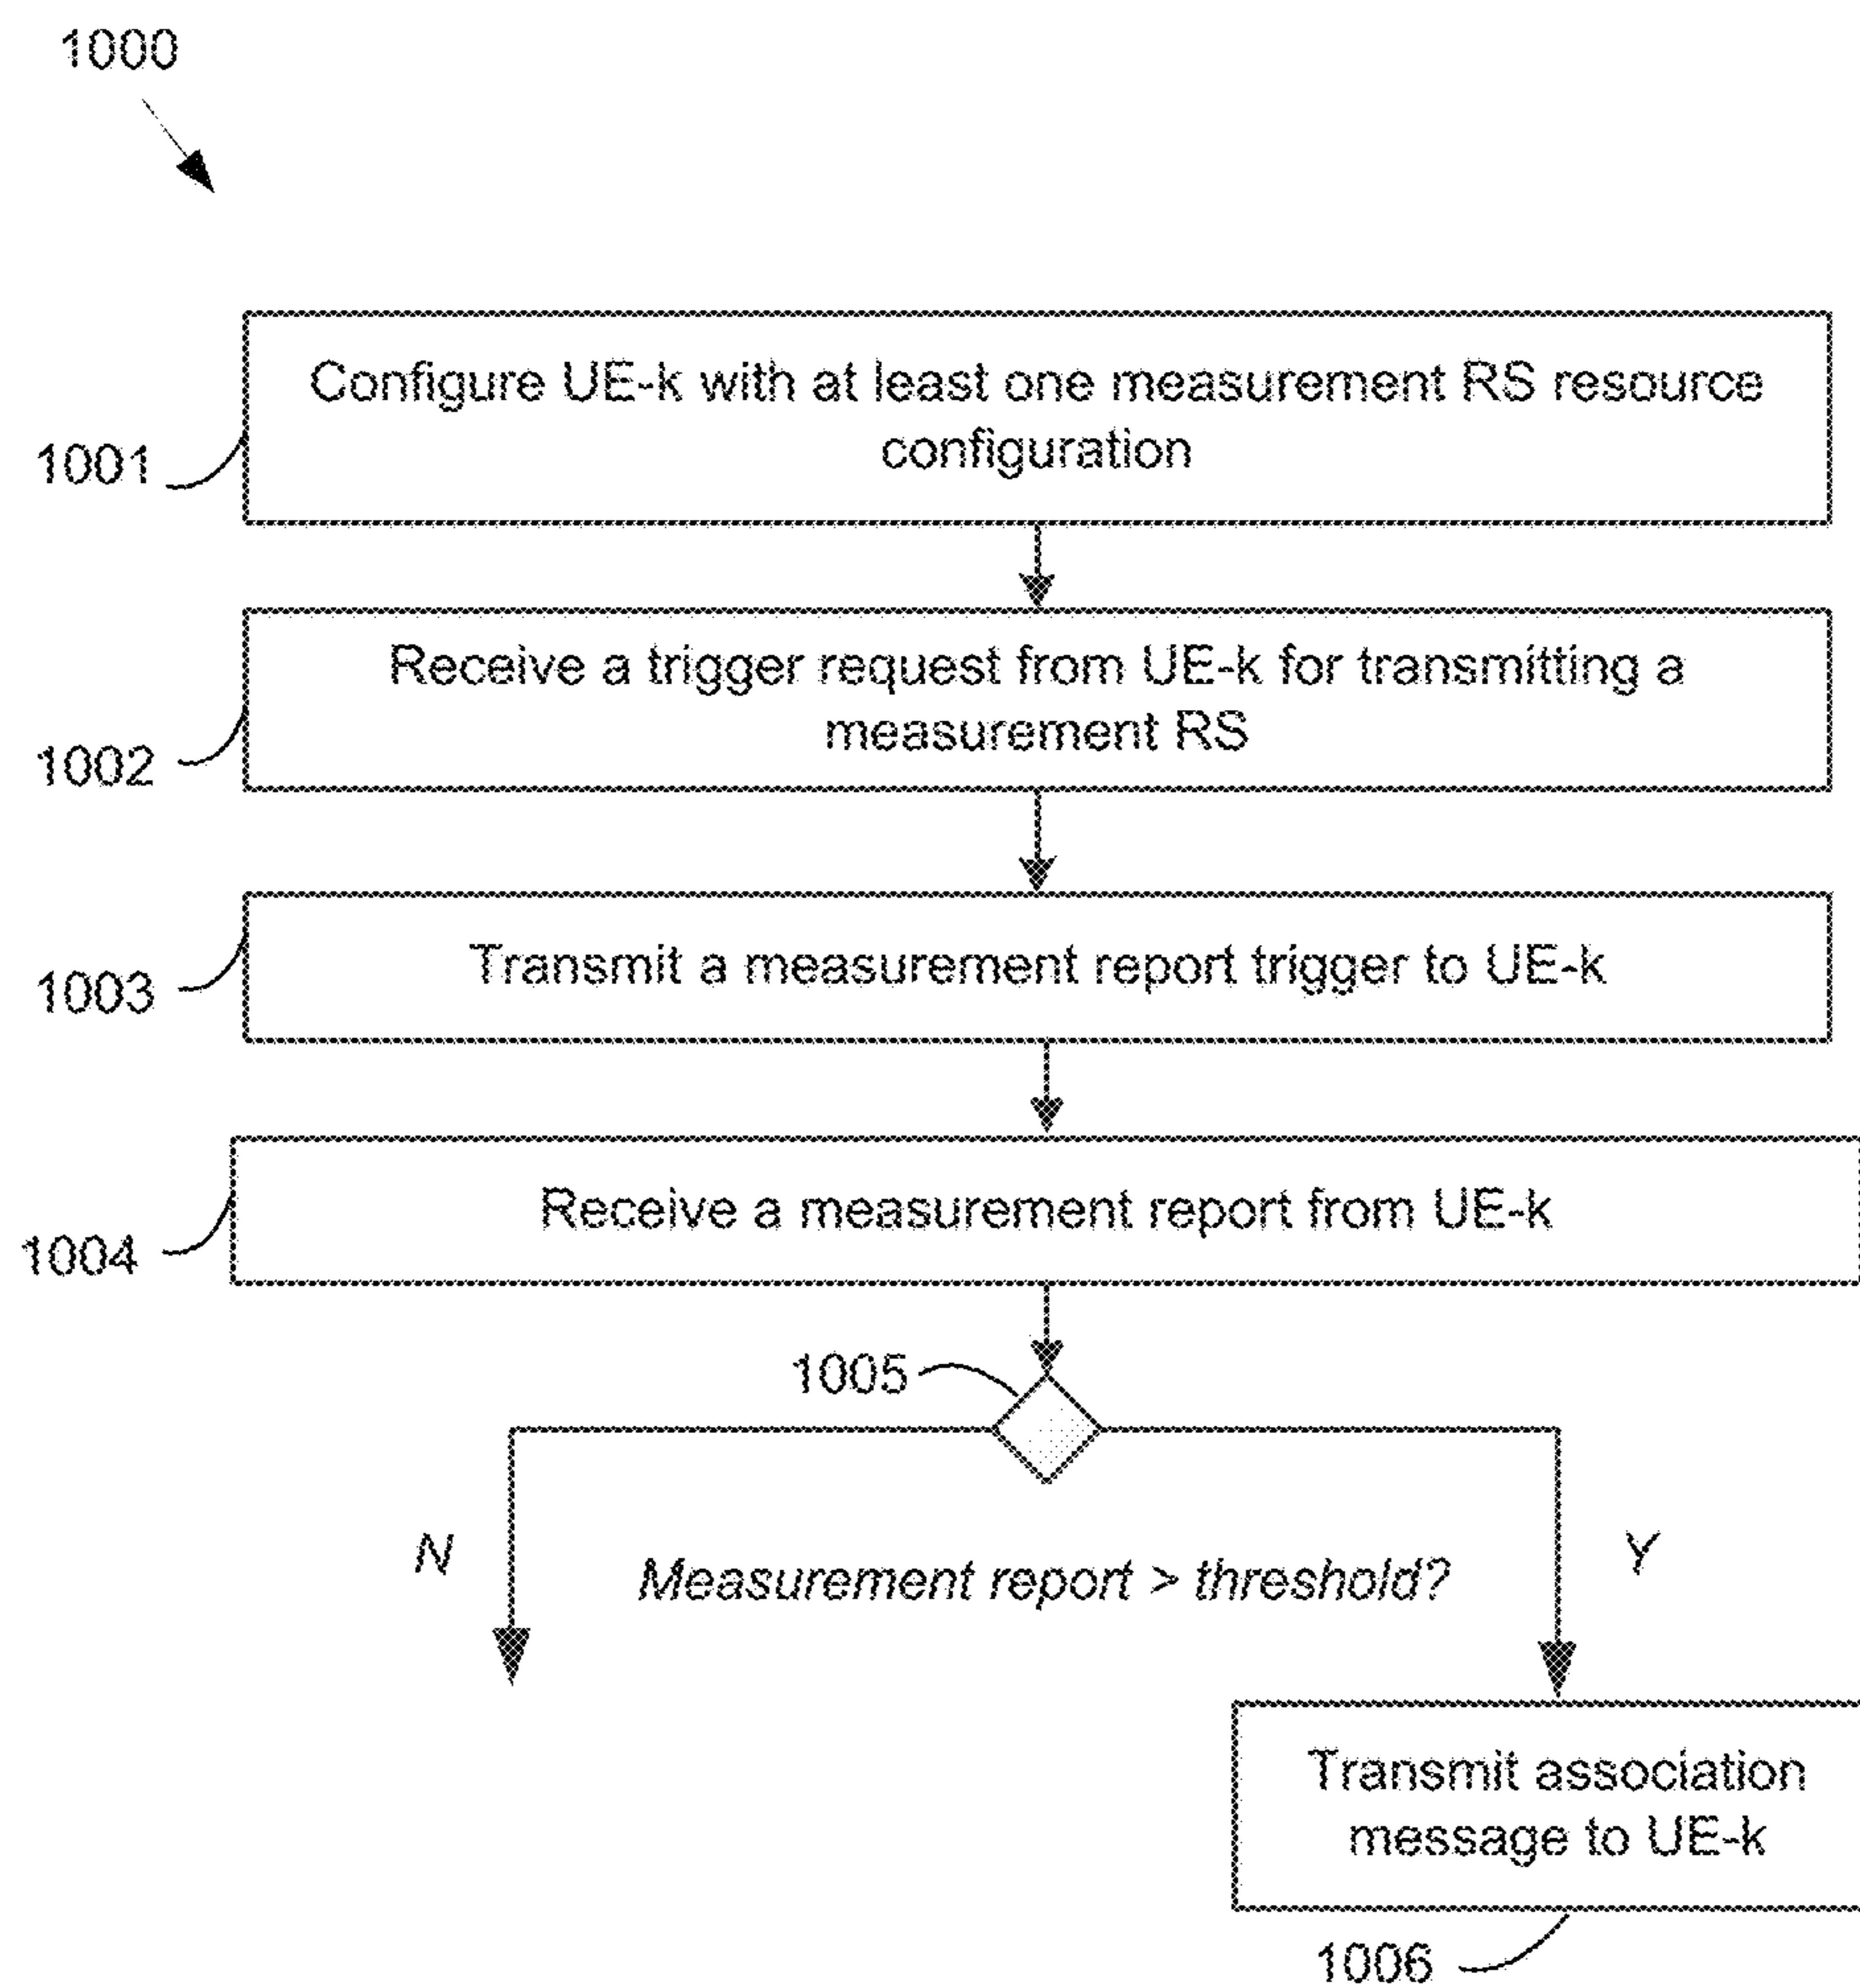 1000
Configure UE-k with at least one measurement RS resource
configuration
1001
Receive a trigger request from UE-k for transmitting a
measurement RS
1002
Transmit a measurement report trigger to UE-k
1003
Receive a measurement report from UE-k
1004
1005
N
Y
Measurement report > threshold?
Transmit association
message to UE-k
1006